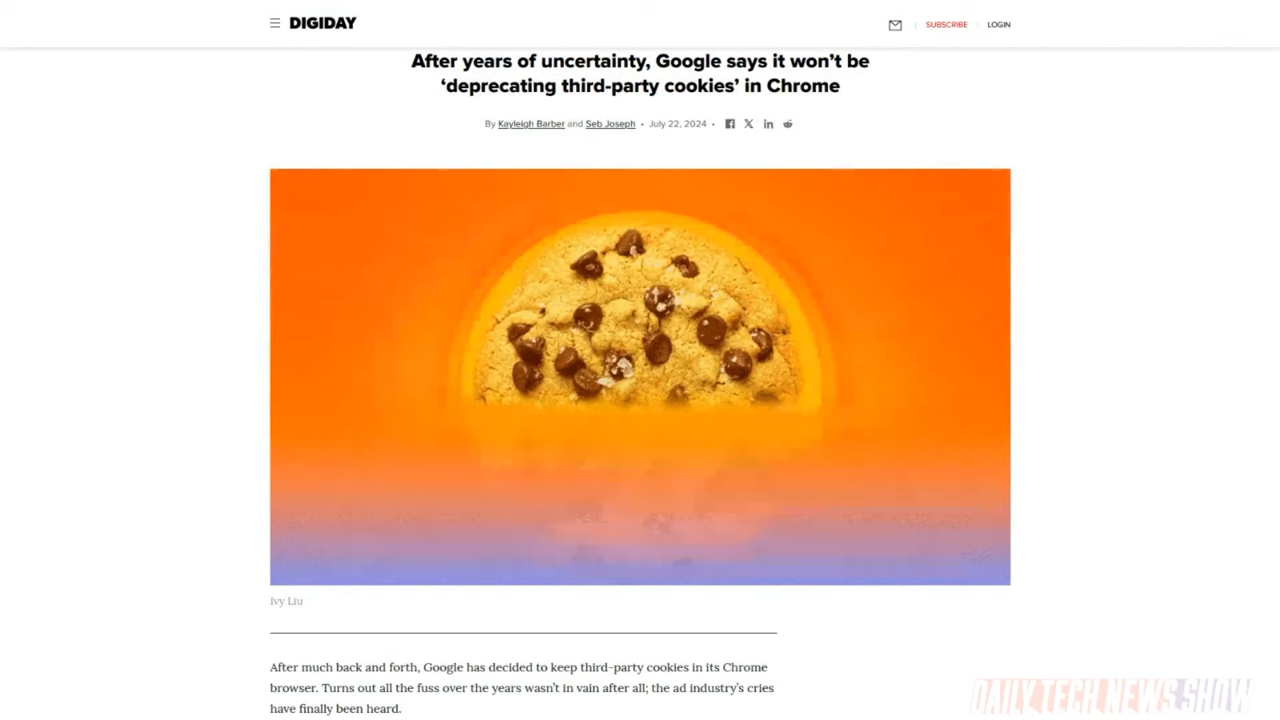 DIGIDAY
SUBSCRIBE
LOGIN
After years of uncertainty, Google says it won’t be
‘deprecating third-party cookies’ in Chrome
By Kayleigh Barber and Seb Joseph • July 22, 2024 •
Ivy Liu
After much back and forth, Google has decided to keep third-party cookies in its Chrome
browser. Turns out all the fuss over the years wasn’t in vain after all; the ad industry’s cries
have finally been heard.
DAILY TECH NEWS SHOW